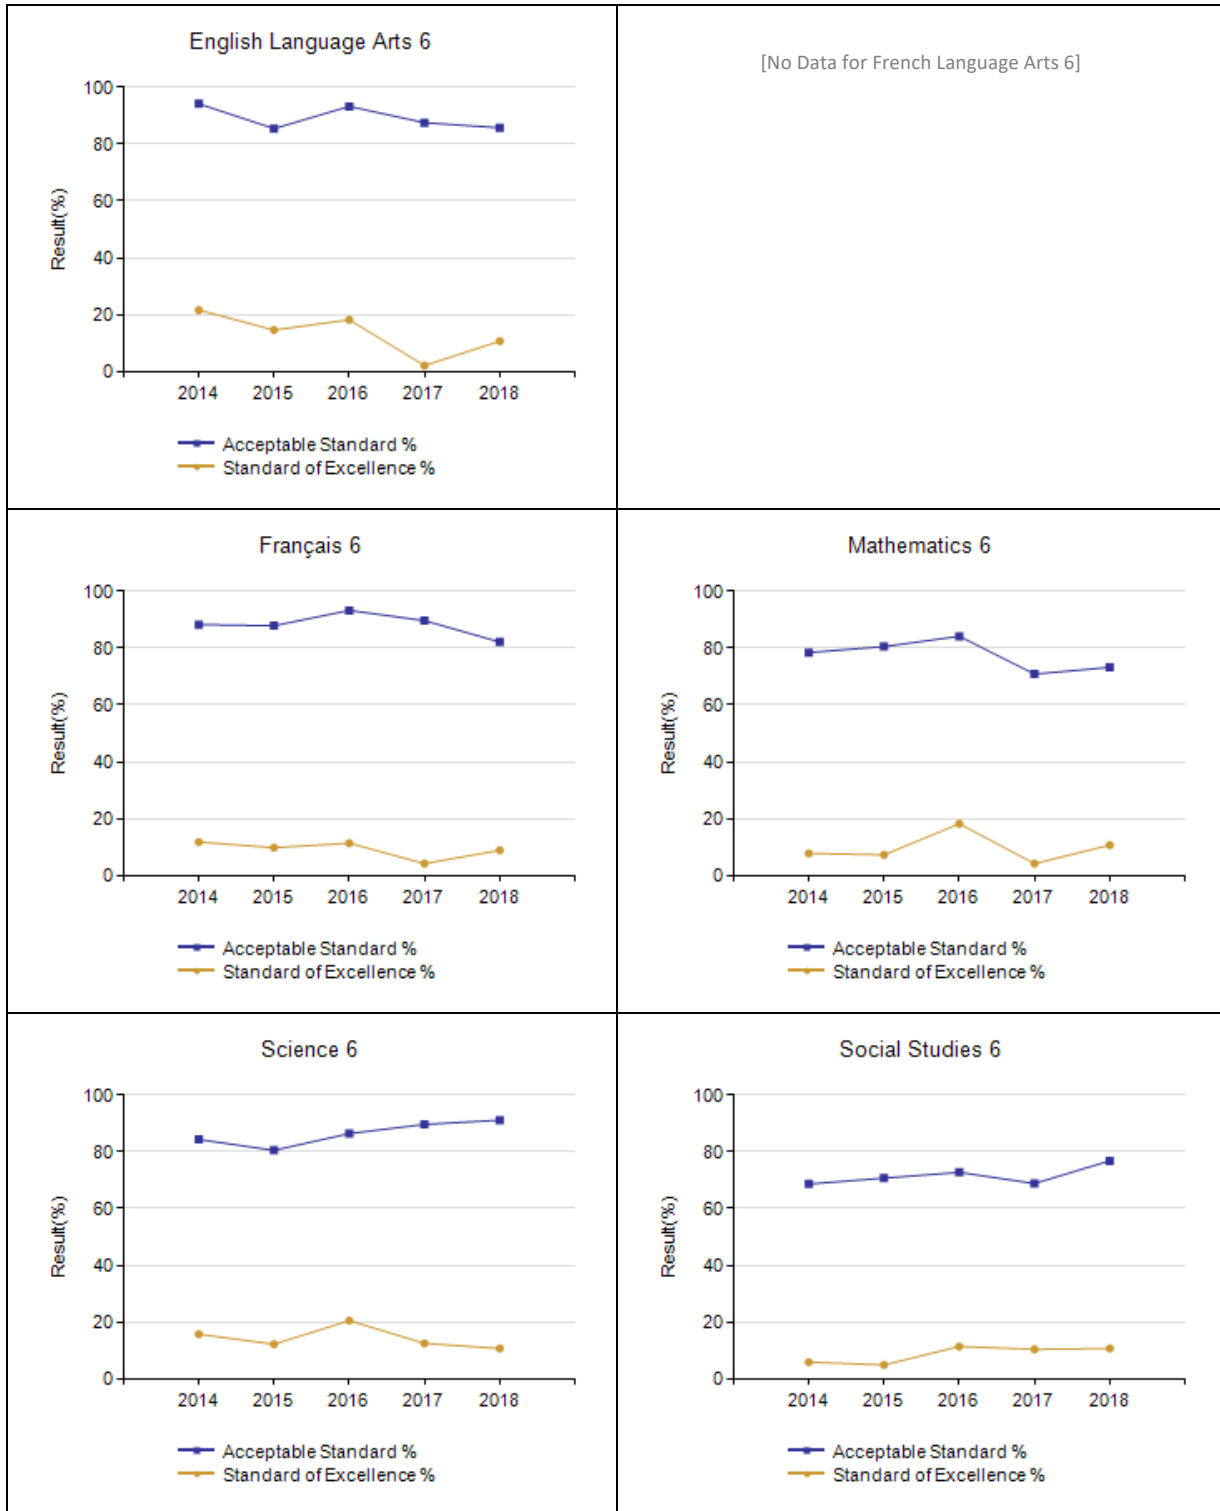 English Language Arts 6
100
80
60
40
20
0
Result(%)
2014 2015 2016 2017 2018
Acceptable Standard %
Standard of Excellence %
[No Data for French Language Arts 6]
Français 6
100
80
60
40
20
0
Result(%)
2014 2015 2016 2017 2018
Acceptable Standard %
Standard of Excellence %
Mathematics 6
100
80
60
40
20
0
Result(%)
2014 2015 2016 2017 2018
Acceptable Standard %
Standard of Excellence %
Science 6
100
80
60
40
20
0
Result(%)
2014 2015 2016 2017 2018
Acceptable Standard %
Standard of Excellence %
Social Studies 6
100
80
60
40
20
0
Result(%)
2014 2015 2016 2017 2018
Acceptable Standard %
Standard of Excellence %